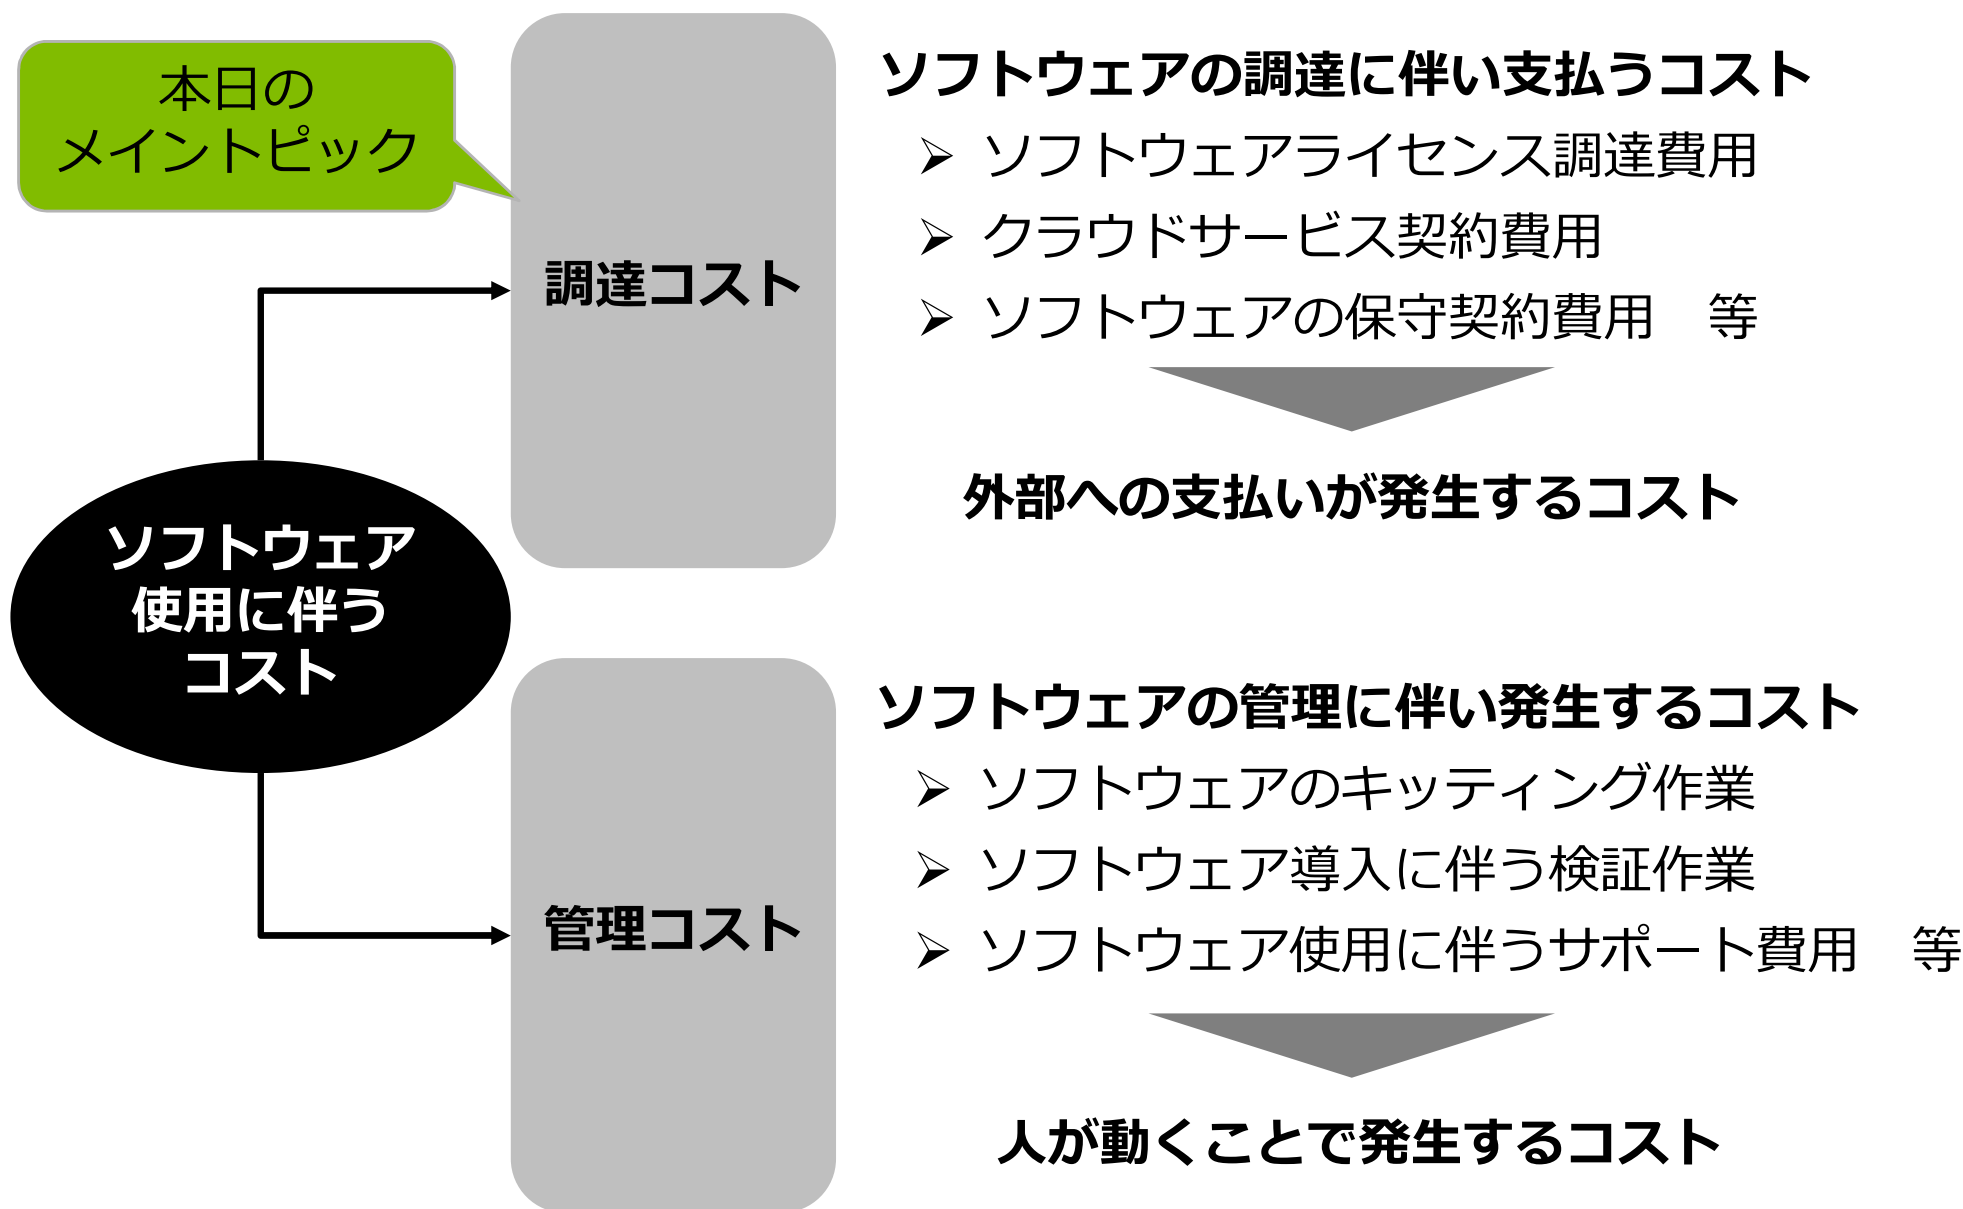 本日の
メイントピック
調達コスト
ソフトウェアの調達に伴い支払うコスト
ソフトウェアライセンス調達費用
クラウドサービス契約費用
ソフトウェアの保守契約費用　等
外部への支払いが発生するコスト
ソフトウェア
使用に伴う
コスト
管理コスト
ソフトウェアの管理に伴い発生するコスト
ソフトウェアのキッティング作業
ソフトウェア導入に伴う検証作業
ソフトウェア使用に伴うサポート費用　等
人が動くことで発生するコスト